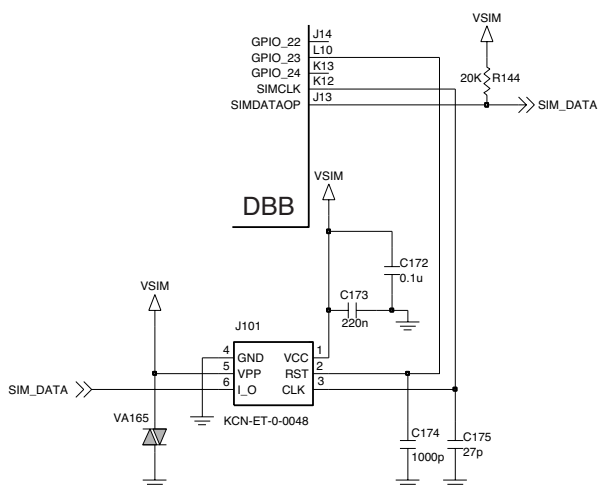 VSIM
GPIO_22 J14
GPIO_23 L10
GPIO_24 K13
SIMCLK K12
SIMDATAOP J13
20K R144
SIM_DATA
DBB
VSIM
C172
0.1u
C173
220n
VSIM
J101
4 GND VCC 1
5 VPP RST 2
6 I_O CLK 3
SIM_DATA
KCN-ET-0-0048
VA165
C174
1000p
C175
27p